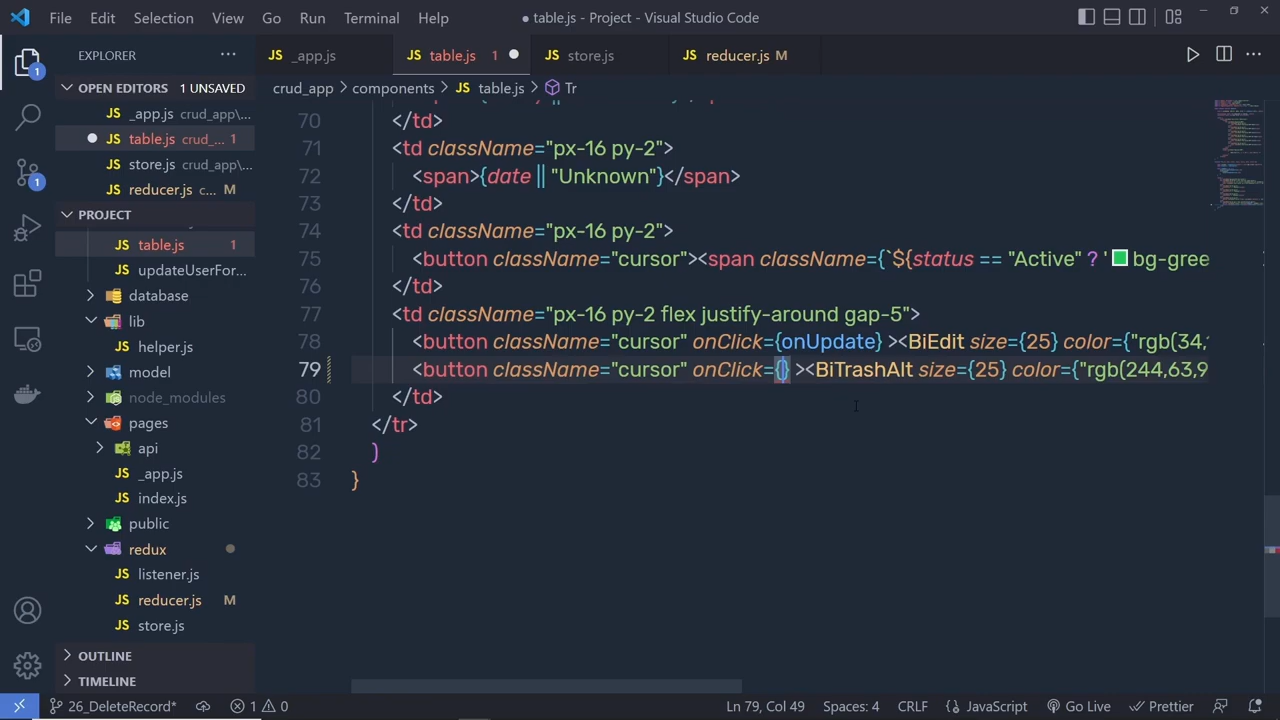 File Edit Selection View Go Run Terminal Help ● table.js - Project - Visual Studio Code
EXPLORER ···
JS _app.js JS table.js 1 ● JS store.js JS reducer.js M
OPEN EDITORS 1 UNSAVED
JS _app.js crud_app\...
● JS table.js crud_... 1
JS store.js crud_app\...
JS reducer.js c... M
PROJECT
JS table.js 1
JS updateUserFor...
database
lib
JS helper.js
model
node_modules
pages
api
JS _app.js
JS index.js
public
redux
JS listener.js
JS reducer.js M
JS store.js
OUTLINE
TIMELINE
crud_app > components > JS table.js > Tr
70 </td>
71 <td className="px-16 py-2">
72 <span>{date || "Unknown"}</span>
73 </td>
74 <td className="px-16 py-2">
75 <button className="cursor"><span className={`${status == "Active" ? 'bg-gree
76 </td>
77 <td className="px-16 py-2 flex justify-around gap-5">
78 <button className="cursor" onClick={onUpdate} ><BiEdit size={25} color={"rgb(34,
79 <button className="cursor" onClick={} ><BiTrashAlt size={25} color={"rgb(244,63,9
80 </td>
81 </tr>
82 )
83 }
26_DeleteRecord* 1 0 Ln 79, Col 49 Spaces: 4 CRLF {} JavaScript Go Live Prettier